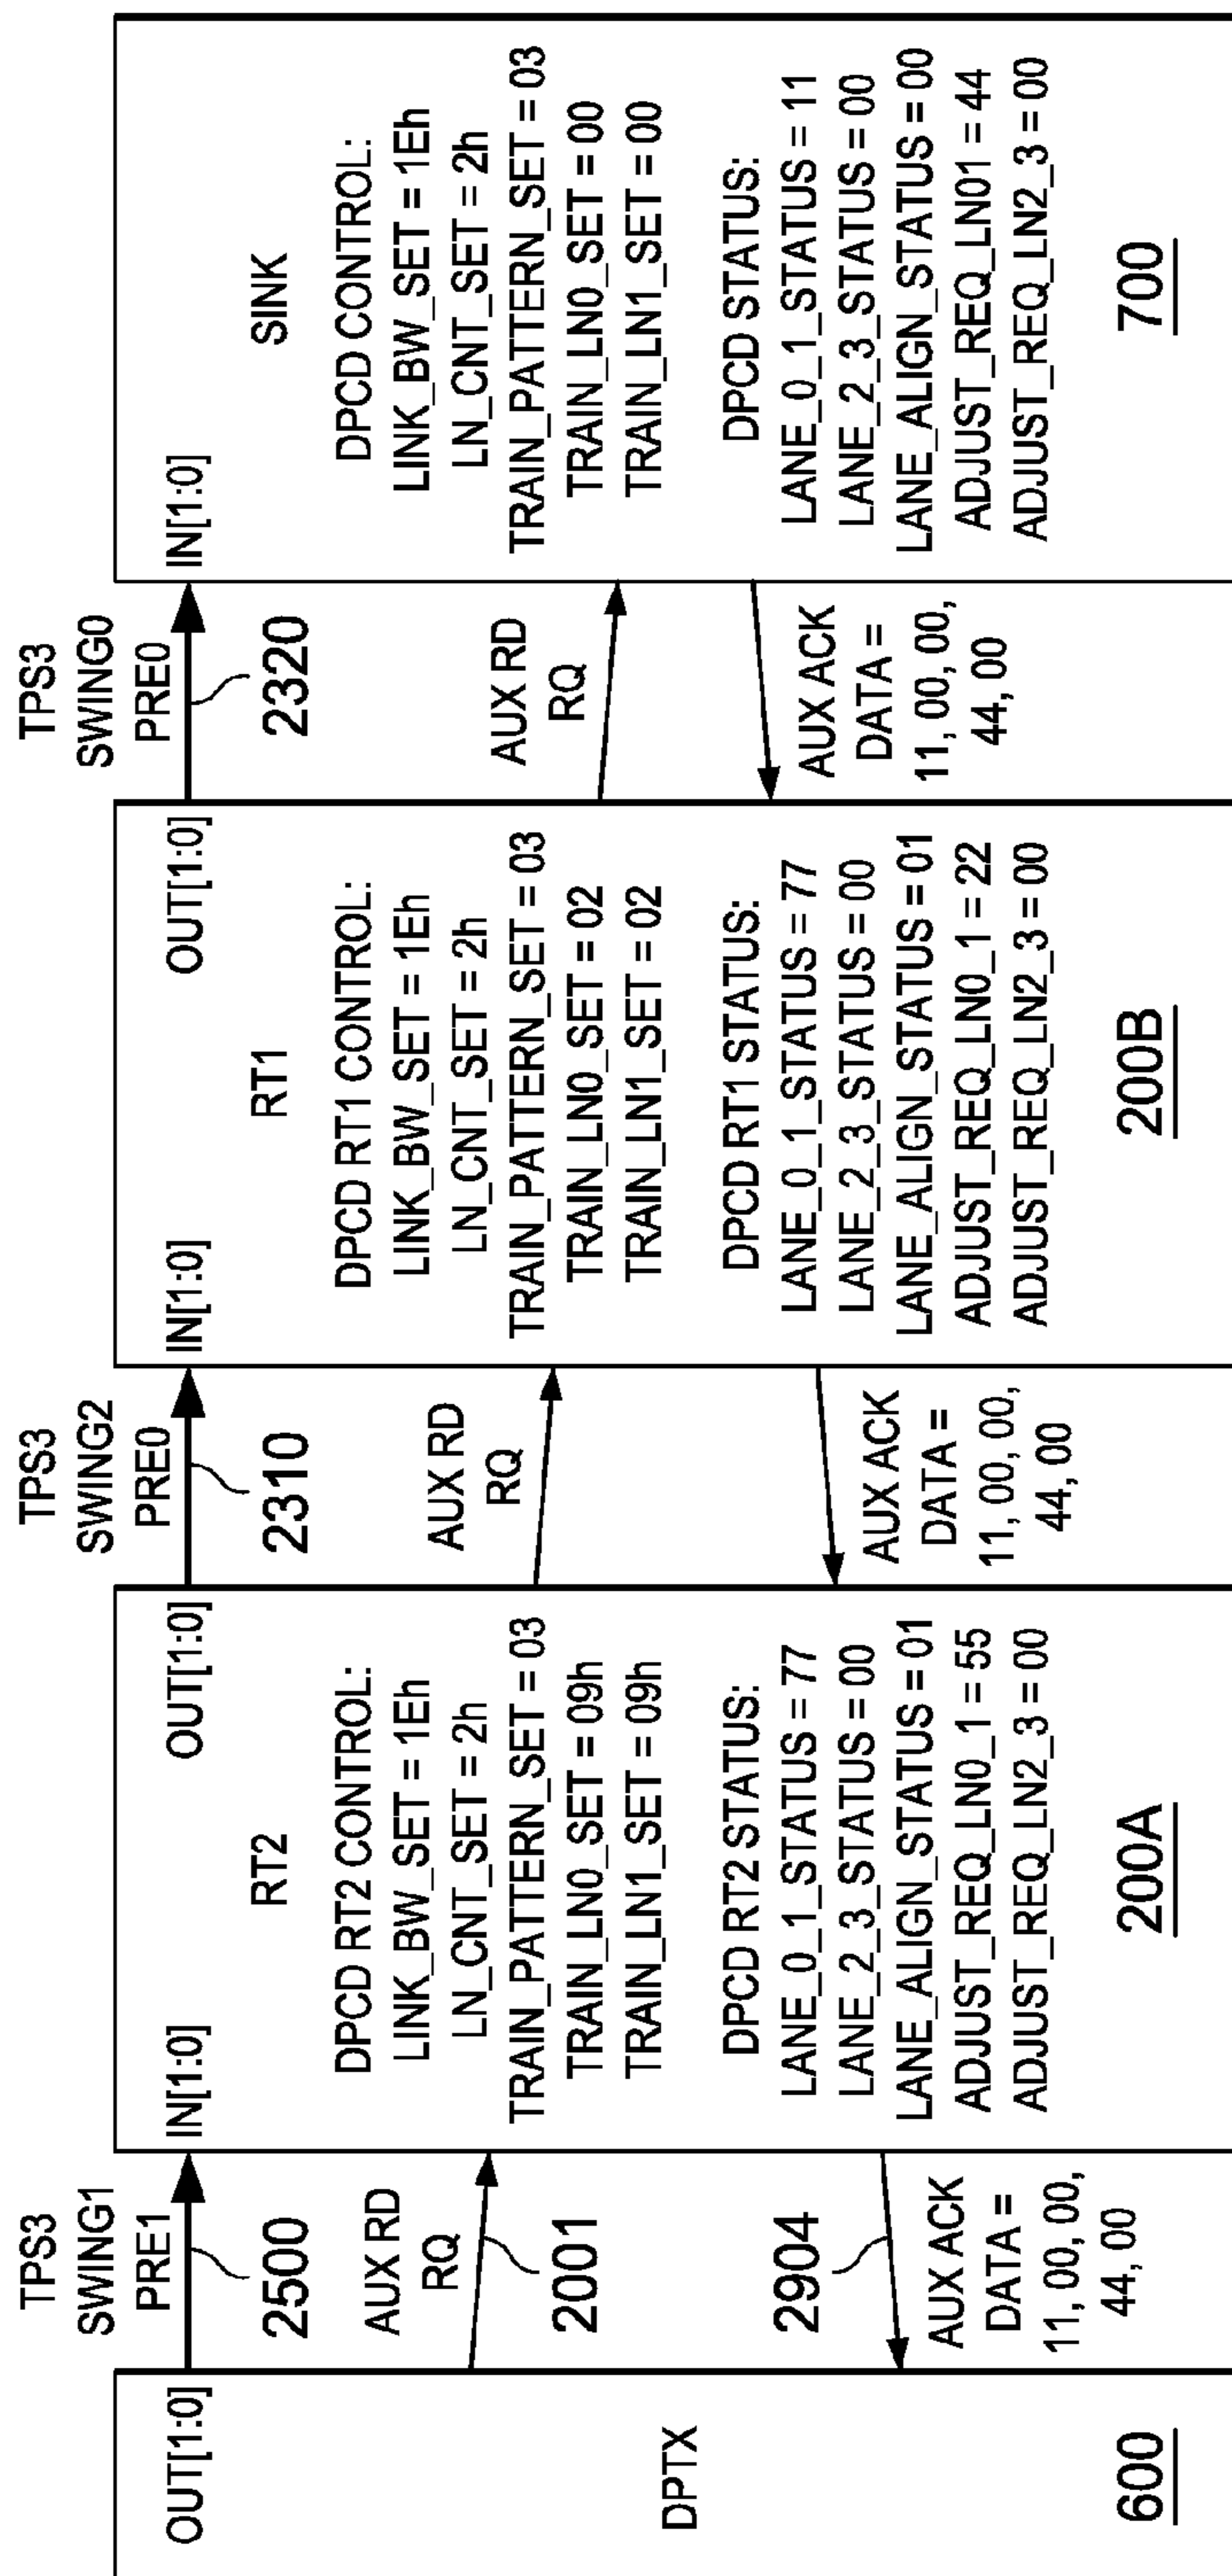 OUT[1:0]
DPTX
600
TPS3
SWING1
PRE1
2500
AUX RD
RQ
2001
2904
AUX ACK
DATA =
11, 00, 00,
44, 00
IN[1:0]
OUT[1:0]
RT2
DPCD RT2 CONTROL:
LINK_BW_SET = 1Eh
LN_CNT_SET = 2h
TRAIN_PATTERN_SET = 03
TRAIN_LN0_SET = 09h
TRAIN_LN1_SET = 09h
DPCD RT2 STATUS:
LANE_0_1_STATUS = 77
LANE_2_3_STATUS = 00
LANE_ALIGN_STATUS = 01
ADJUST_REQ_LN0_1 = 55
ADJUST_REQ_LN2_3 = 00
200A
TPS3
SWING2
PRE0
2310
AUX RD
RQ
AUX ACK
DATA =
11, 00, 00,
44, 00
IN[1:0]
OUT[1:0]
RT1
DPCD RT1 CONTROL:
LINK_BW_SET = 1Eh
LN_CNT_SET = 2h
TRAIN_PATTERN_SET = 03
TRAIN_LN0_SET = 02
TRAIN_LN1_SET = 02
DPCD RT1 STATUS:
LANE_0_1_STATUS = 77
LANE_2_3_STATUS = 00
LANE_ALIGN_STATUS = 01
ADJUST_REQ_LN0_1 = 22
ADJUST_REQ_LN2_3 = 00
200B
TPS3
SWING0
PRE0
2320
AUX RD
RQ
AUX ACK
DATA =
11, 00, 00,
44, 00
IN[1:0]
SINK
DPCD CONTROL:
LINK_BW_SET = 1Eh
LN_CNT_SET = 2h
TRAIN_PATTERN_SET = 03
TRAIN_LN0_SET = 00
TRAIN_LN1_SET = 00
DPCD STATUS:
LANE_0_1_STATUS = 11
LANE_2_3_STATUS = 00
LANE_ALIGN_STATUS = 00
ADJUST_REQ_LN01 = 44
ADJUST_REQ_LN2_3 = 00
700